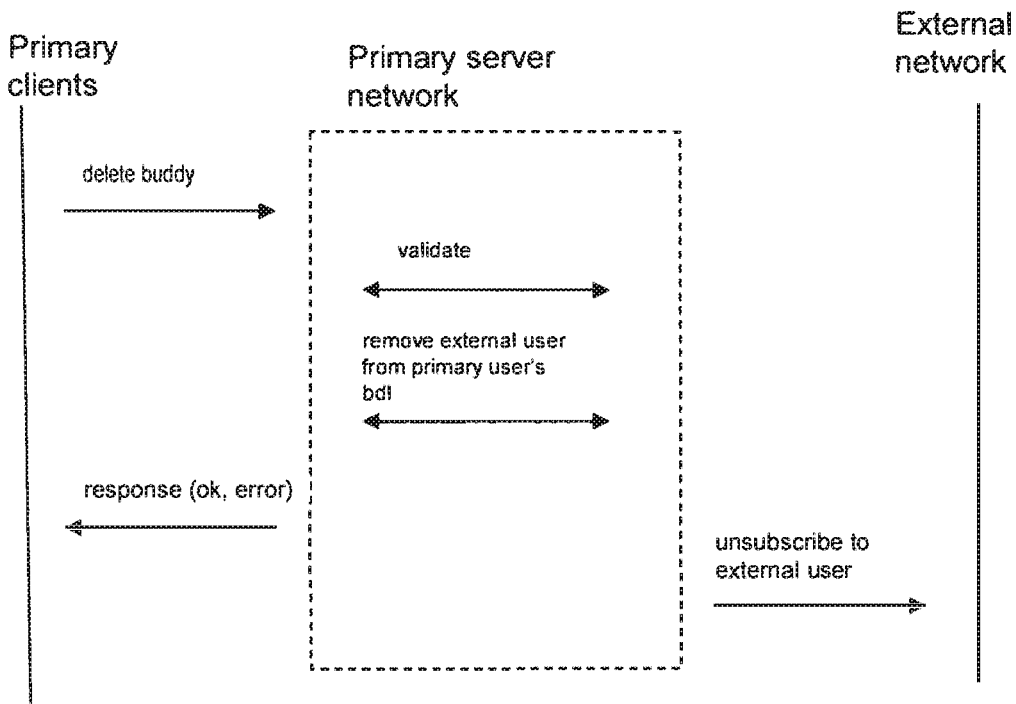 Primary
clients
Primary server
network
External
network
delete buddy
validate
remove external user
from primary user's
bdl
response (ok, error)
unsubscribe to
external user